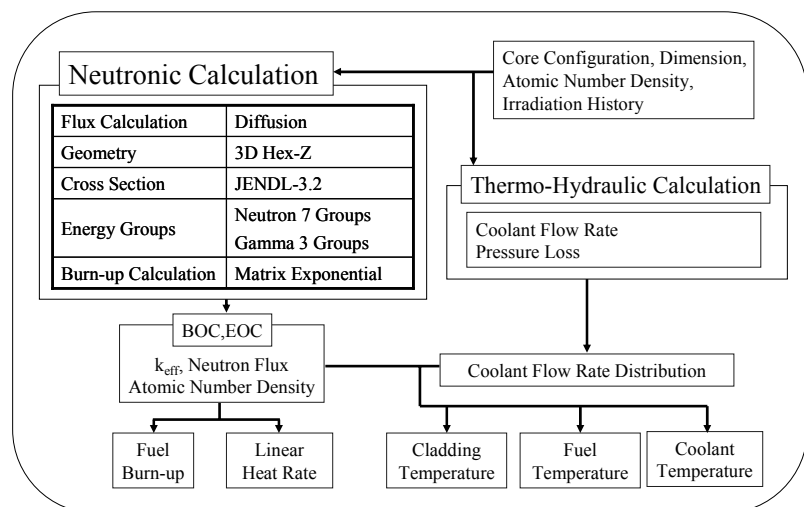 Neutronic Calculation
Core Configuration, Dimension,
Atomic Number Density,
Irradiation History
Flux Calculation Diffusion
Geometry 3D Hex-Z
Cross Section JENDL-3.2
Energy Groups Neutron 7 Groups
Gamma 3 Groups
Burn-up Calculation Matrix Exponential
Thermo-Hydraulic Calculation
Coolant Flow Rate
Pressure Loss
BOC,EOC
keff, Neutron Flux
Atomic Number Density
Coolant Flow Rate Distribution
Fuel
Burn-up
Linear
Heat Rate
Cladding
Temperature
Fuel
Temperature
Coolant
Temperature